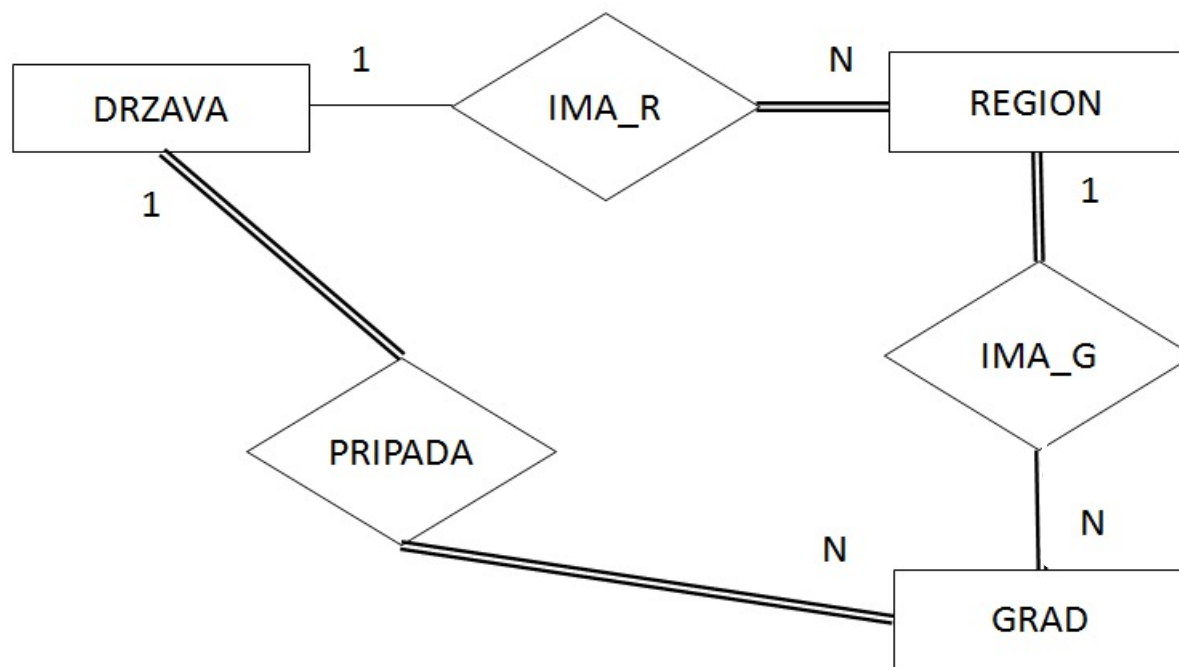 1
N
DRZAVA
IMA_R
REGION
1
1
IMA_G
PRIPADA
N
N
GRAD